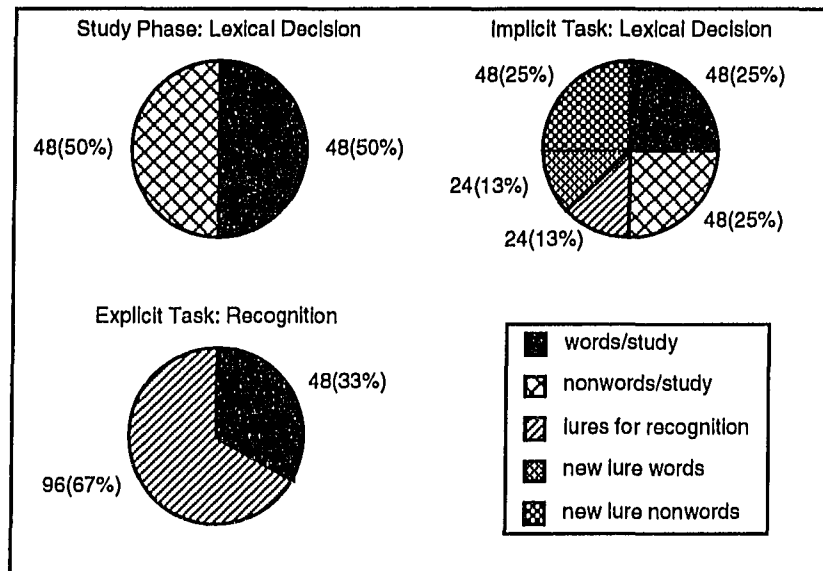 Study Phase: Lexical Decision
48(50%)
48(50%)
Implicit Task: Lexical Decision
48(25%)
48(25%)
24(13%)
24(13%)
48(25%)
Explicit Task: Recognition
48(33%)
96(67%)
words/study
nonwords/study
lures for recognition
new lure words
new lure nonwords